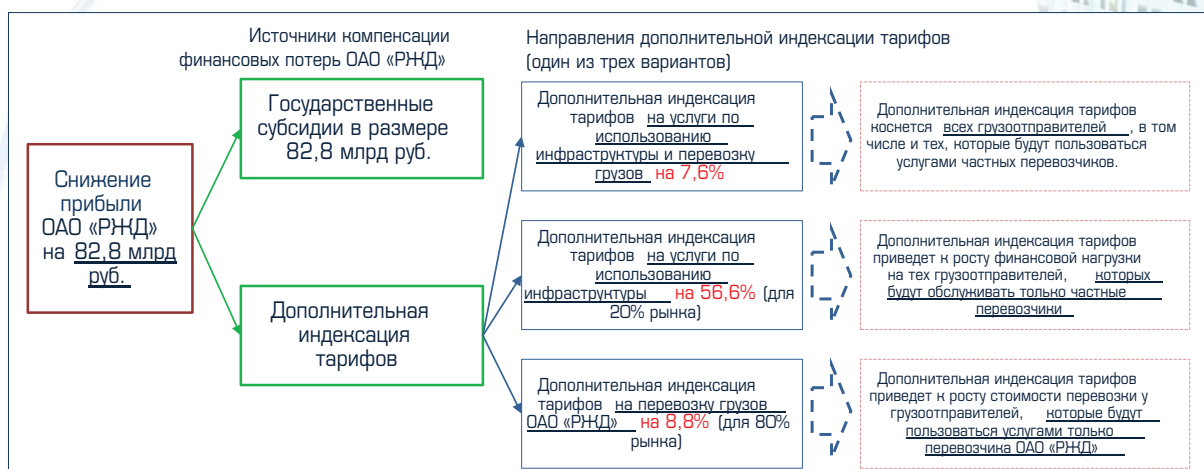 Источники компенсации
финансовых потерь ОАО «РЖД»
Направления дополнительной индексации тарифов
(один из трех вариантов)
Снижение
прибыли
ОАО «РЖД»
на 82,8 млрд
руб.
Государственные
субсидии в размере
82,8 млрд руб.
Дополнительная
индексация
тарифов
Дополнительная индексация
тарифов на услуги по
использованию
инфраструктуры и перевозку
грузов на 7,6%
Дополнительная индексация тарифов
коснется всех грузоотправителей , в том
числе и тех, которые будут пользоваться
услугами частных перевозчиков.
Дополнительная индексация
тарифов на услуги по
использованию
инфраструктуры на 56,6% (для
20% рынка)
Дополнительная индексация тарифов
приведет к росту финансовой нагрузки
на тех грузоотправителей, которых
будут обслуживать только частные
перевозчики
Дополнительная индексация
тарифов на перевозку грузов
ОАО «РЖД» на 8,8% (для 80%
рынка)
Дополнительная индексация тарифов
приведет к росту стоимости перевозки у
грузоотправителей, которые будут
пользоваться услугами только
перевозчика ОАО «РЖД»